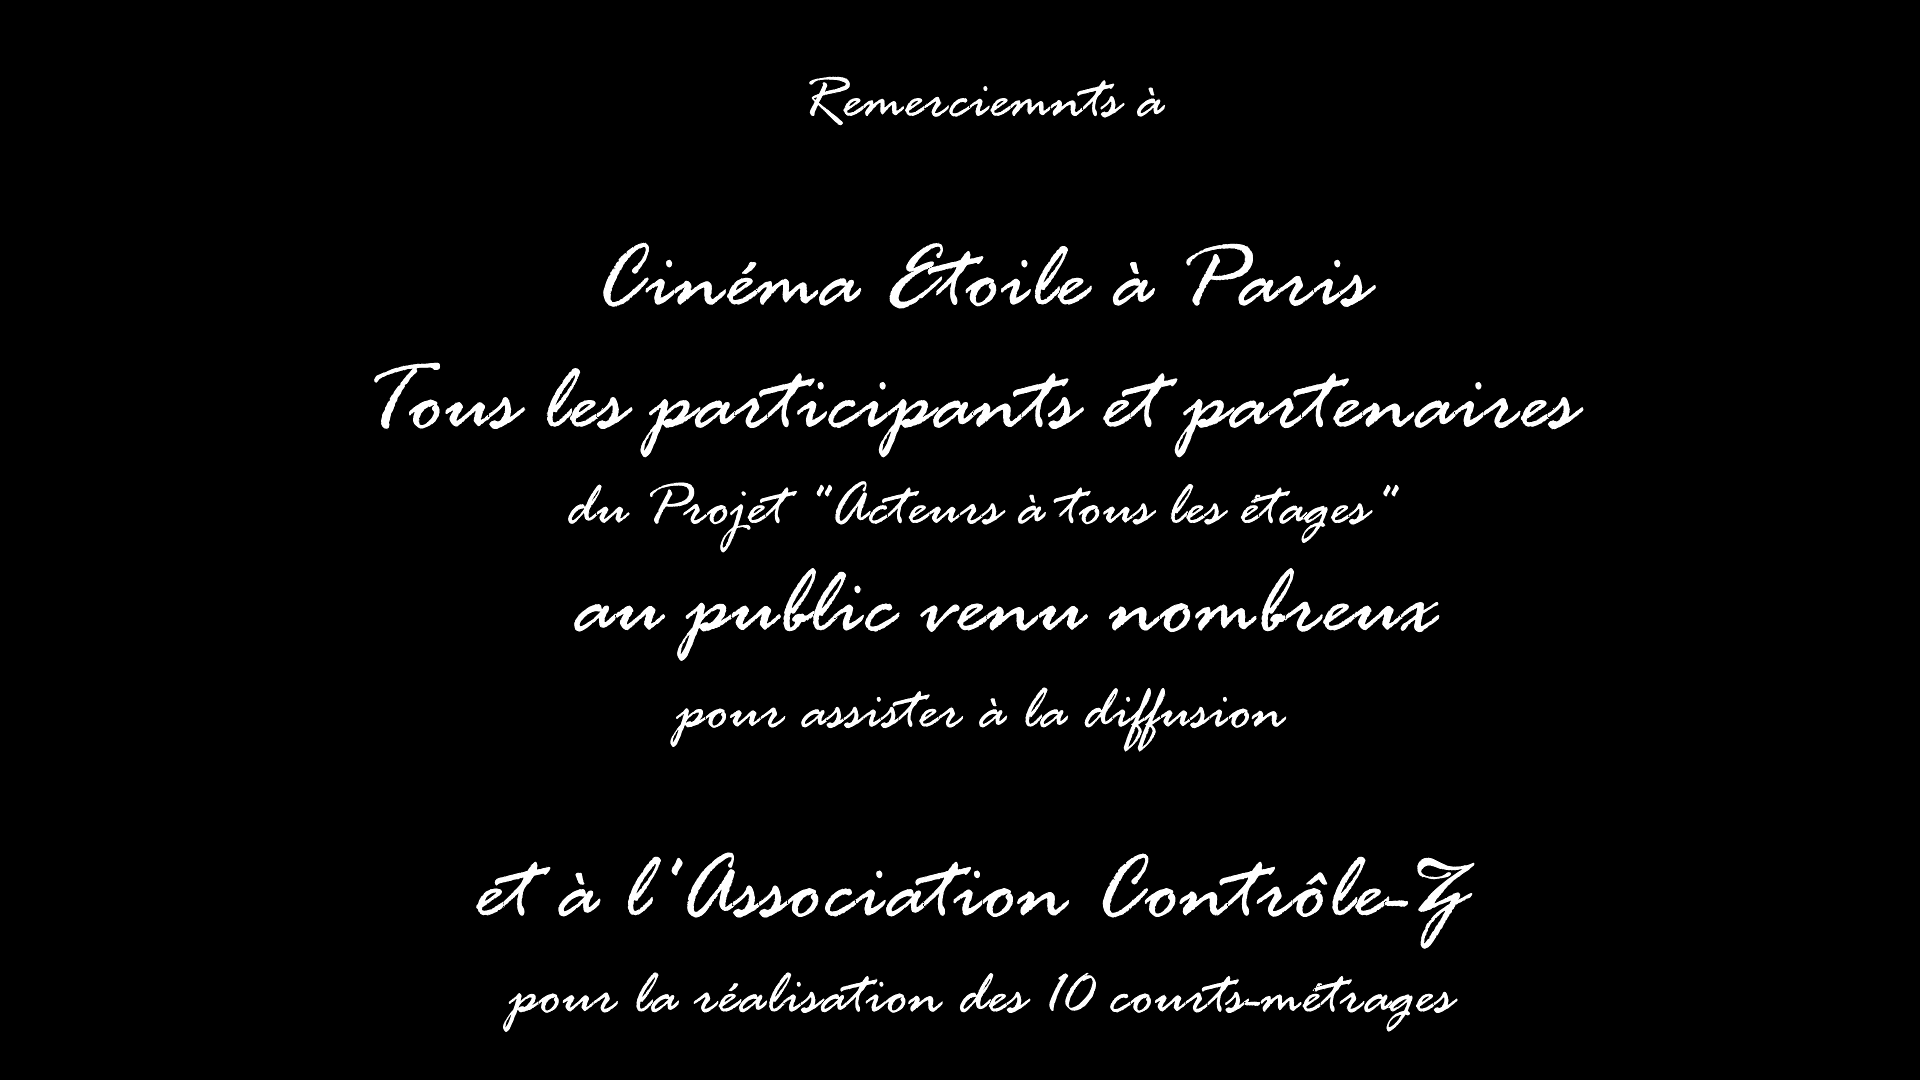 Remerciemnts à
Cinéma Etoile à Paris
Tous les participants et partenaires
du Projet "Acteurs à tous les étages"
au public venu nombreux
pour assister à la diffusion
et à l'Association Contrôle-Z
pour la réalisation des 10 courts-métrages